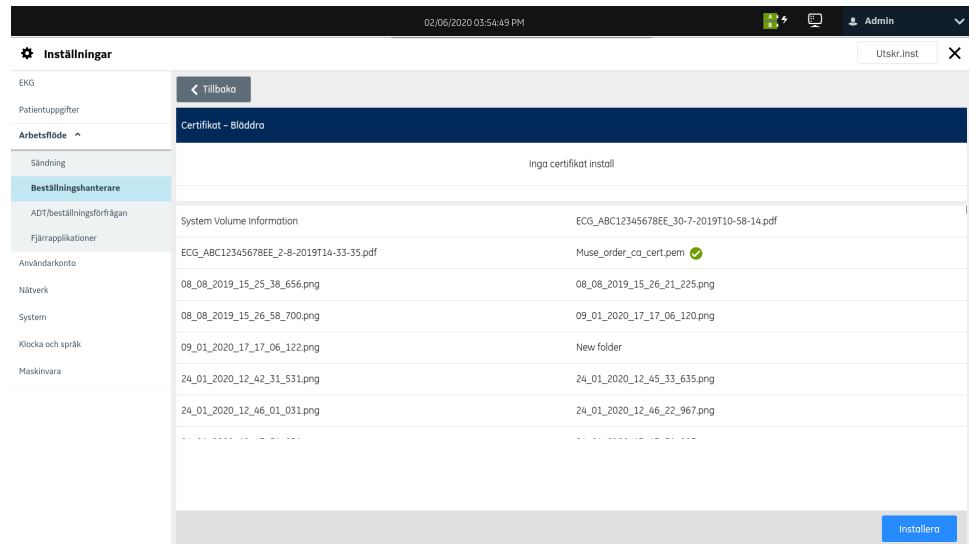 02/06/2020 03:54:49 PM
A
B
Admin
Inställningar
Utskr.inst
EKG
Patientuppgifter
Arbetsflöde
Sändning
Beställningshanterare
ADT/beställningsförfrågan
Fjärrapplikationer
Användarkonto
Nätverk
System
Klocka och språk
Maskinvara
Tillbaka
Certifikat – Bläddra
Inga certifikat install
System Volume Information ECG_ABC12345678EE_30-7-2019T10-58-14.pdf
ECG_ABC12345678EE_2-8-2019T14-33-35.pdf Muse_order_ca_cert.pem
08_08_2019_15_25_38_656.png 08_08_2019_15_26_21_225.png
08_08_2019_15_26_58_700.png 09_01_2020_17_17_06_120.png
09_01_2020_17_17_06_122.png New folder
24_01_2020_12_42_31_531.png 24_01_2020_12_45_33_635.png
24_01_2020_12_46_01_031.png 24_01_2020_12_46_22_967.png
Installera